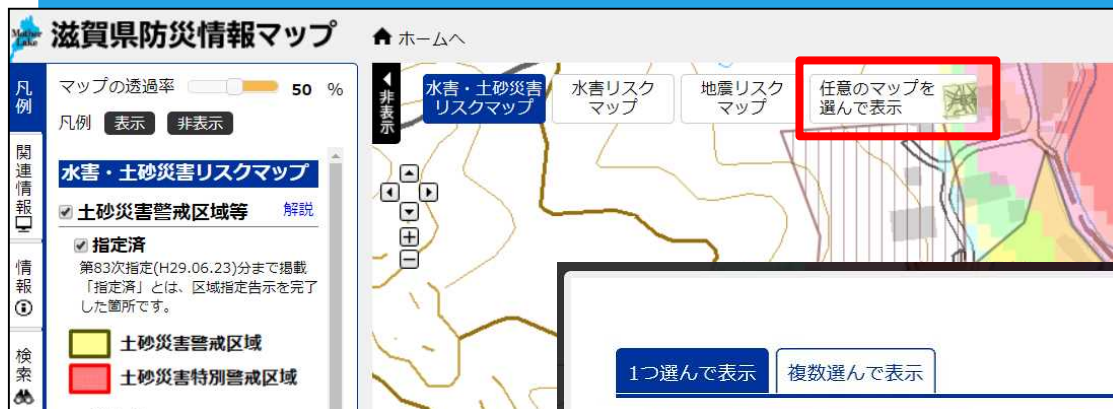 Mother Lake
滋賀県防災情報マップ
ホームへ
凡例
関連情報
情報
検索
マップの透過率 50 %
凡例 表示 非表示
水害・土砂災害リスクマップ
土砂災害警戒区域等 解説
指定済
第83次指定(H29.06.23)分まで掲載
「指定済」とは、区域指定告示を完了
した箇所です。
土砂災害警戒区域
土砂災害特別警戒区域
非表示
水害・土砂災害
リスクマップ
水害リスク
マップ
地震リスク
マップ
任意のマップを
選んで表示
1つ選んで表示
複数選んで表示